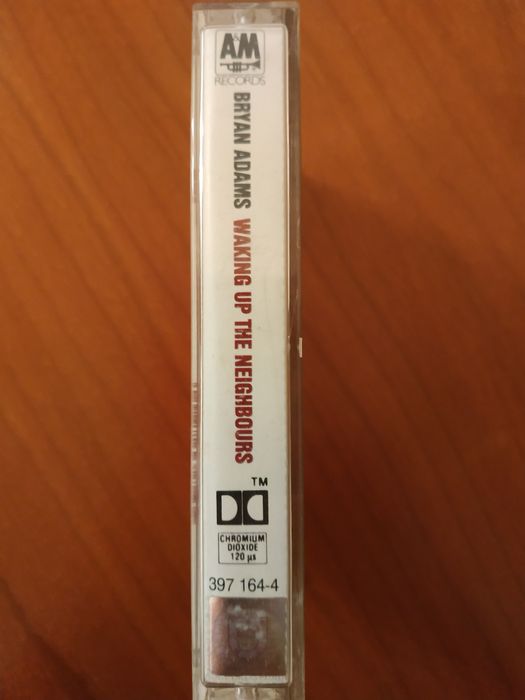 A&M
RECORDS
BRYAN ADAMS WAKING UP THE NEIGHBOURS
TM
CHROMIUM
DIOXIDE
120 µs
397 164-4